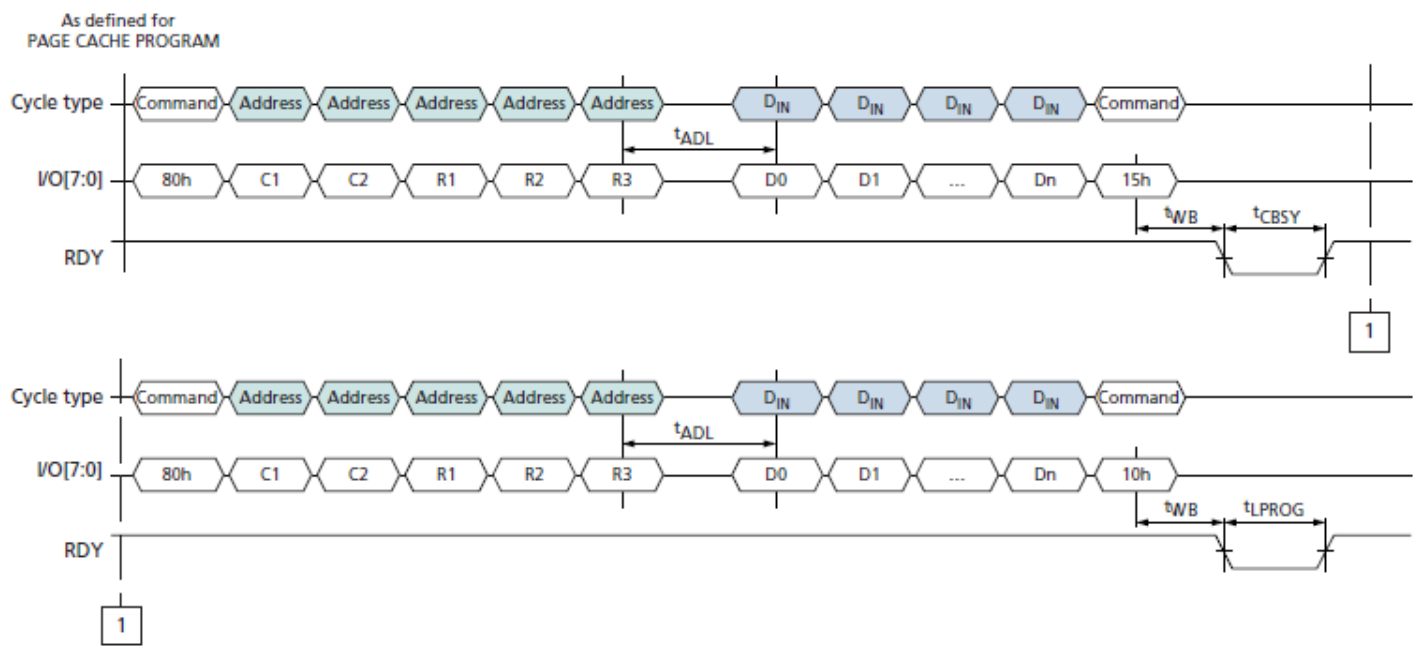 As defined for
PAGE CACHE PROGRAM
Cycle type Command Address Address Address Address Address DIN DIN DIN DIN Command
tADL
I/O[7:0] 80h C1 C2 R1 R2 R3 D0 D1 ... Dn 15h
tWB tCBSY
RDY
1
Cycle type Command Address Address Address Address Address DIN DIN DIN DIN Command
tADL
I/O[7:0] 80h C1 C2 R1 R2 R3 D0 D1 ... Dn 10h
tWB tLPROG
RDY
1